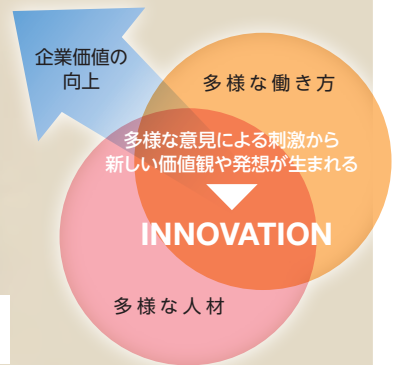 企業価値の
向上
多様な働き方
多様な意見による刺激から
新しい価値観や発想が生まれる
INNOVATION
多様な人材